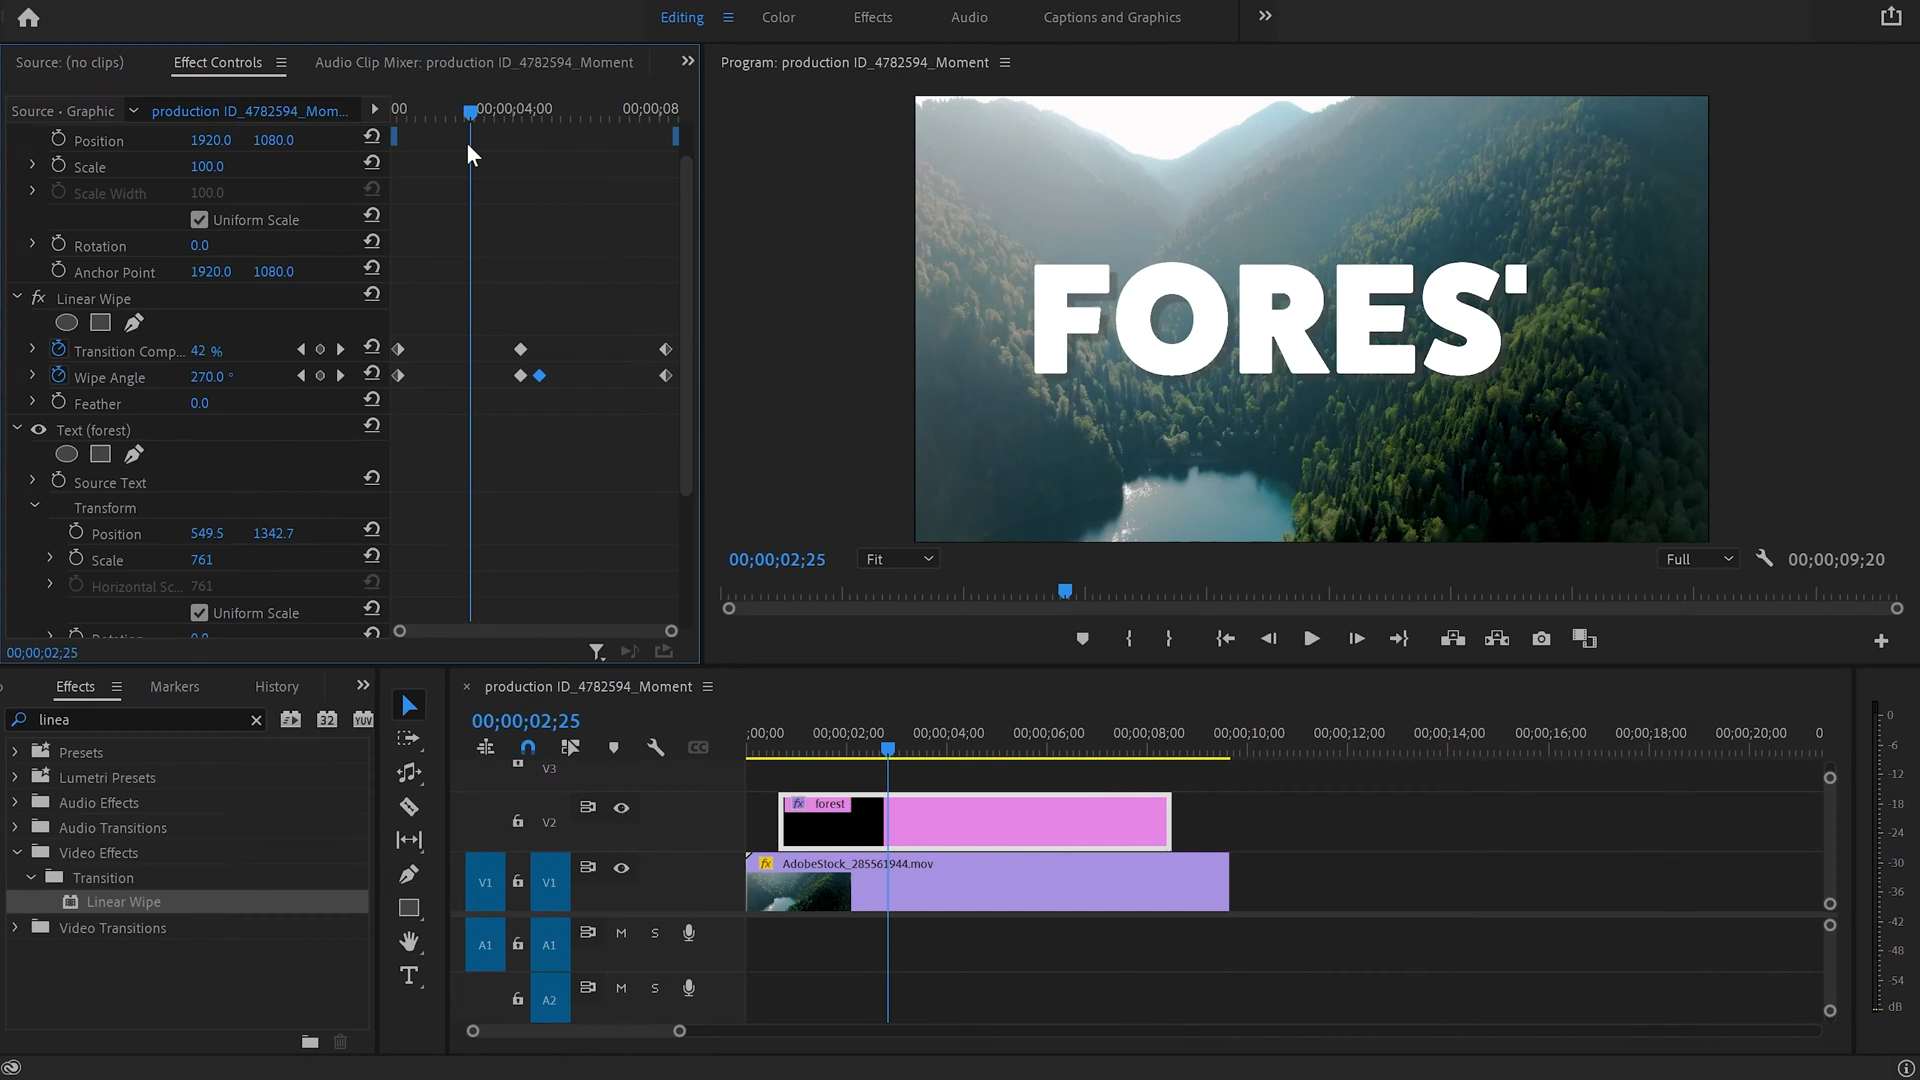 Editing
Color
Effects
Audio
Captions and Graphics
Source: (no clips)
Effect Controls
Audio Clip Mixer: production ID_4782594_Moment
Program: production ID_4782594_Moment
Source • Graphic
production ID_4782594_Mom...
00
00;00;04;00
00;00;08
Position 1920.0 1080.0
Scale 100.0
Scale Width 100.0
Uniform Scale
Rotation 0.0
Anchor Point 1920.0 1080.0
fx Linear Wipe
Transition Comp... 42 %
Wipe Angle 270.0 °
Feather 0.0
Text (forest)
Source Text
Transform
Position 549.5 1342.7
Scale 761
Horizontal Sc... 761
Uniform Scale
00;00;02;25
FORES
00;00;02;25
Fit
Full
00;00;09;20
Effects
Markers
History
linea
32
YUV
Presets
Lumetri Presets
Audio Effects
Audio Transitions
Video Effects
Transition
Linear Wipe
Video Transitions
× production ID_4782594_Moment
00;00;02;25
CC
;00;00
00;00;02;00
00;00;04;00
00;00;06;00
00;00;08;00
00;00;10;00
00;00;12;00
00;00;14;00
00;00;16;00
00;00;18;00
00;00;20;00
0
V3
V2
fx forest
V1
V1
fx AdobeStock_285561944.mov
A1
A1
M
S
A2
M
S
0
-6
-12
-18
-24
-30
-36
-42
-48
-54
dB